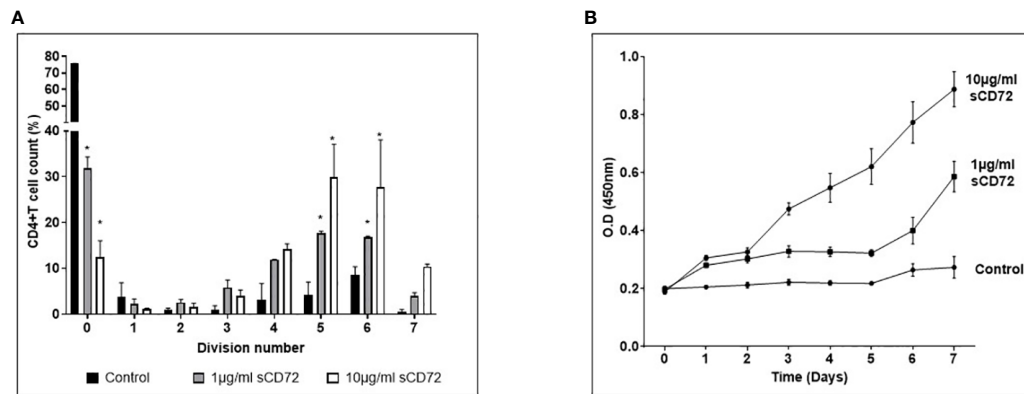 A
CD4+T cell count (%)
80
70
60
50
40
30
20
10
0
* * * * * *
0 1 2 3 4 5 6 7
Division number
Control 1µg/ml sCD72 10µg/ml sCD72
B
O.D (450nm)
1.0
0.8
0.6
0.4
0.2
0.0
10µg/ml
sCD72
1µg/ml
sCD72
Control
0 1 2 3 4 5 6 7
Time (Days)